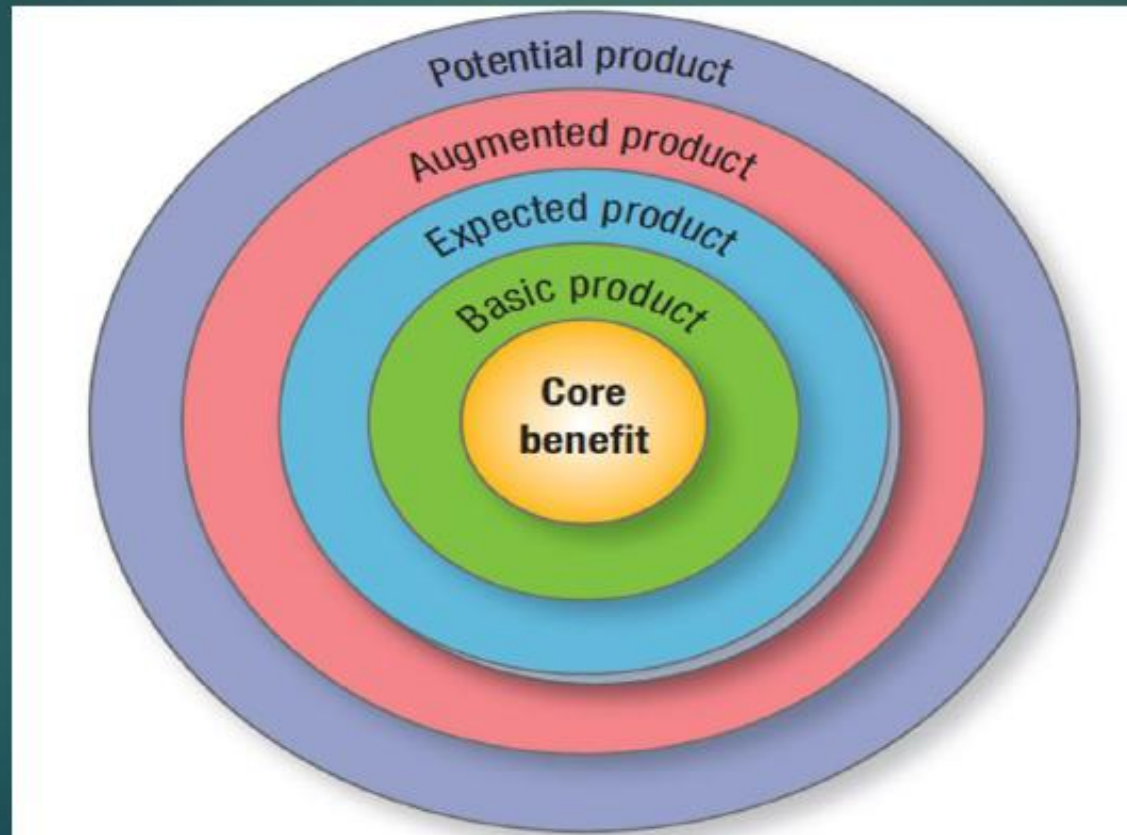 Potential product
Augmented product
Expected product
Basic product
Core
benefit